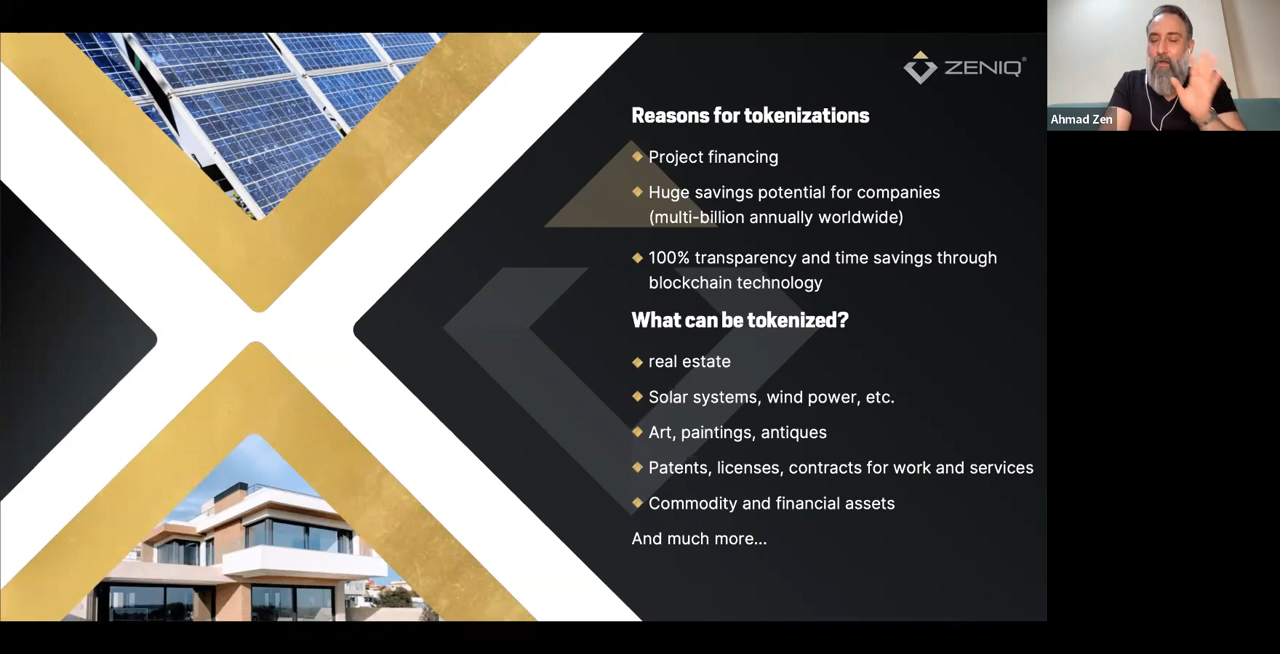 ZENIQ®
Ahmad Zen
Reasons for tokenizations
Project financing
Huge savings potential for companies
(multi-billion annually worldwide)
100% transparency and time savings through
blockchain technology
What can be tokenized?
real estate
Solar systems, wind power, etc.
Art, paintings, antiques
Patents, licenses, contracts for work and services
Commodity and financial assets
And much more...